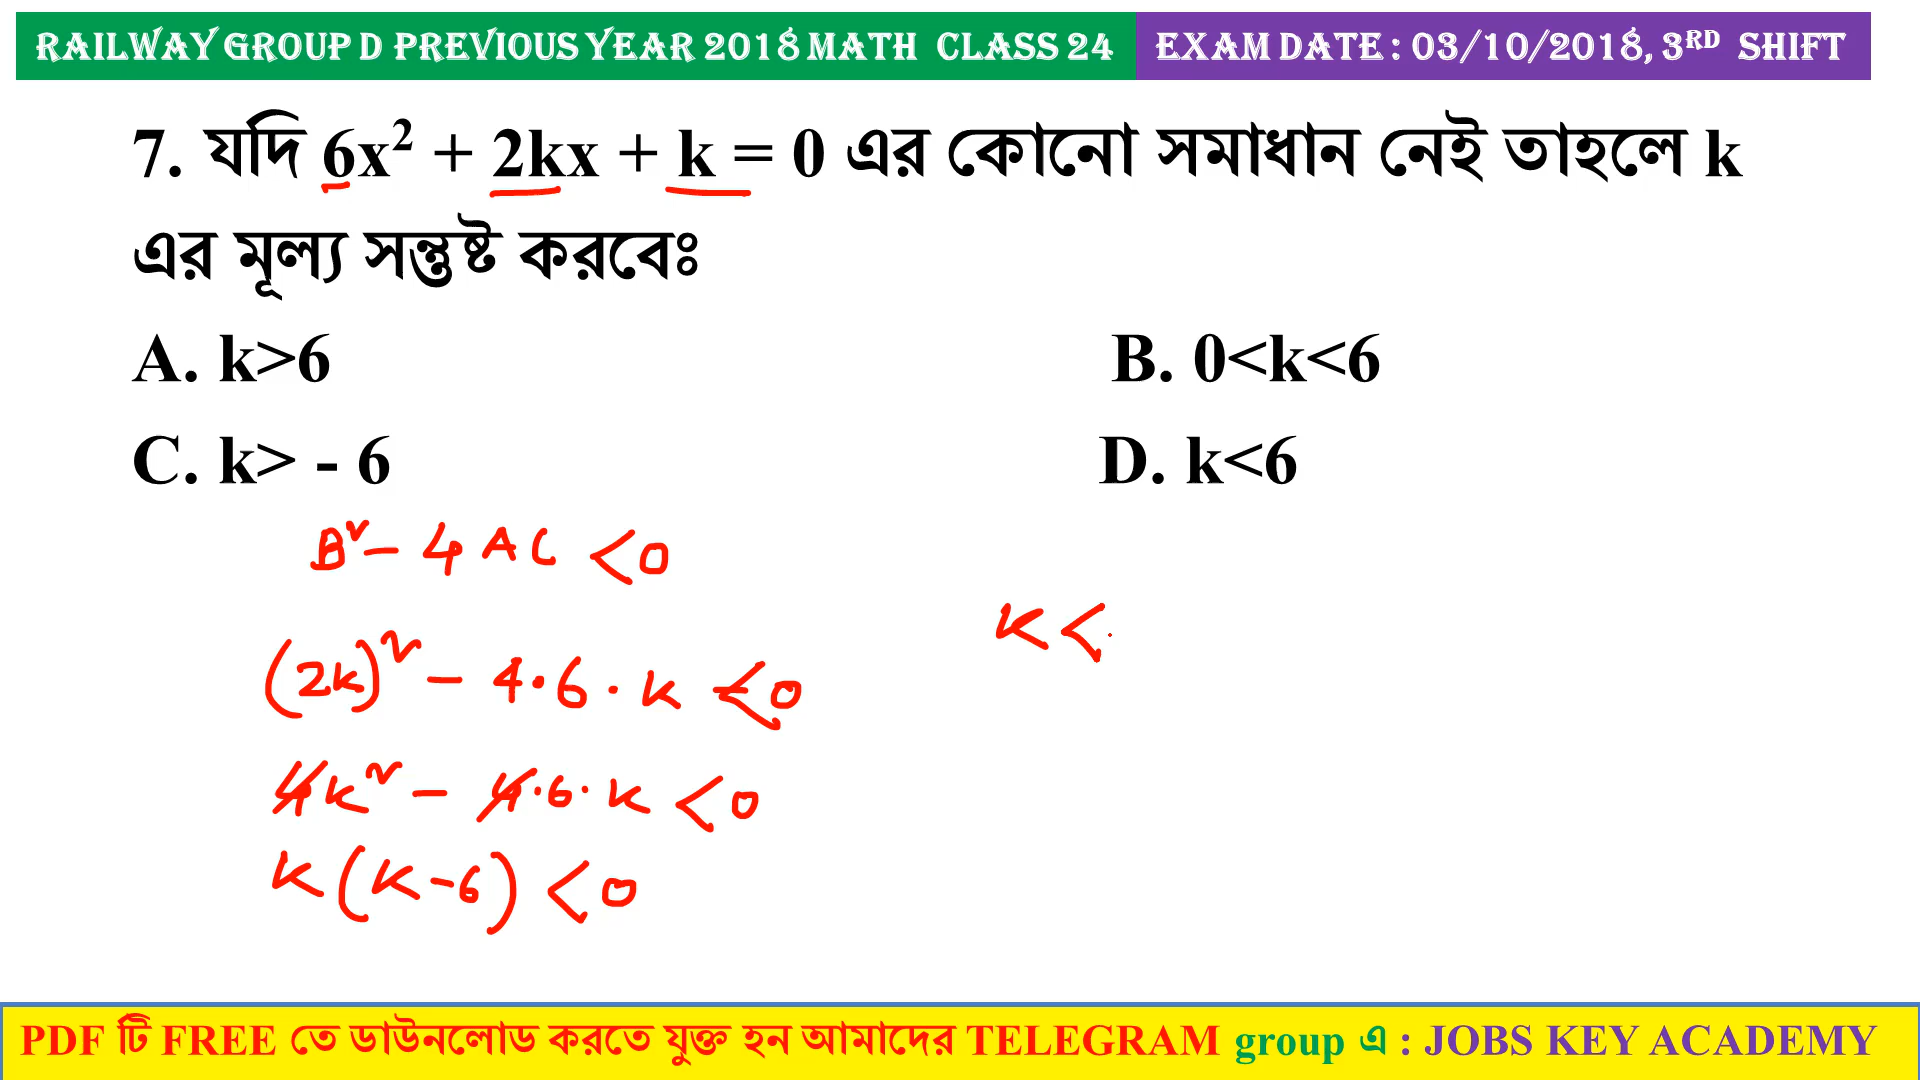 RAILWAY GROUP D PREVIOUS YEAR 2018 MATH CLASS 24 EXAM DATE : 03/10/2018, 3RD SHIFT
7. যদি 6x² + 2kx + k = 0 এর কোনো সমাধান নেই তাহলে k
এর মূল্য সন্তুষ্ট করবেঃ
A. k>6 B. 0<k<6
C. k> - 6 D. k<6
B² - 4AC < 0
(2k)² - 4·6·k < 0
4k² - 4·6·k < 0
k(k-6) < 0
k <
PDF টি FREE তে ডাউনলোড করতে যুক্ত হন আমাদের TELEGRAM group এ : JOBS KEY ACADEMY